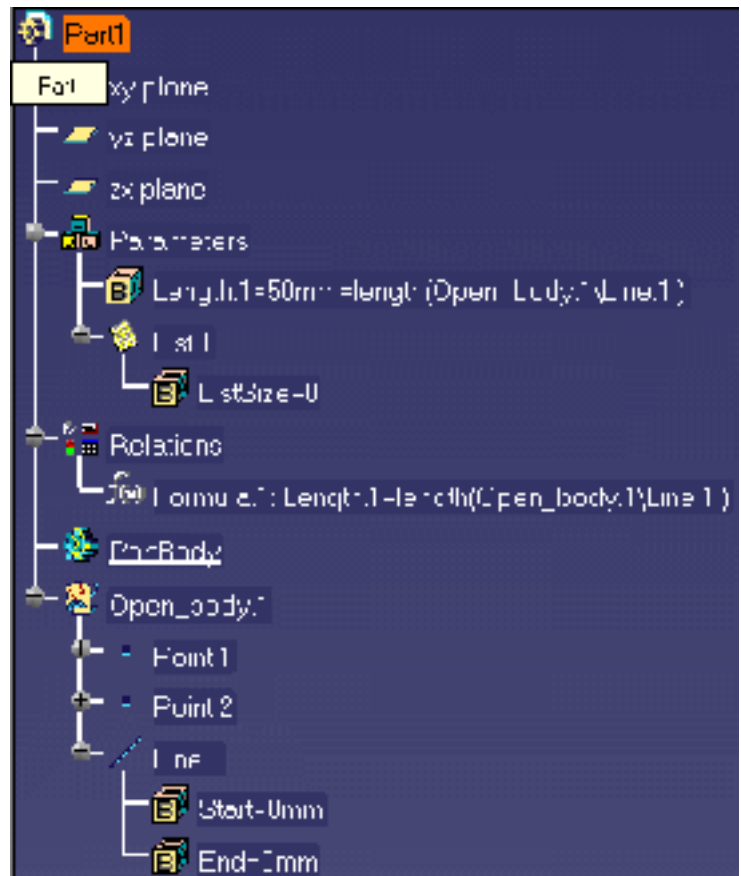 Part1
Part
xy plane
yz plane
zx plane
Parameters
Length.1=50mm =length(Open_body.1\Line.1)
List.1
ListSize=0
Relations
Formula.1: Length.1=length(Open_body.1\Line.1)
PartBody
Open_body.1
Point.1
Point.2
Line
Start=0mm
End=0mm